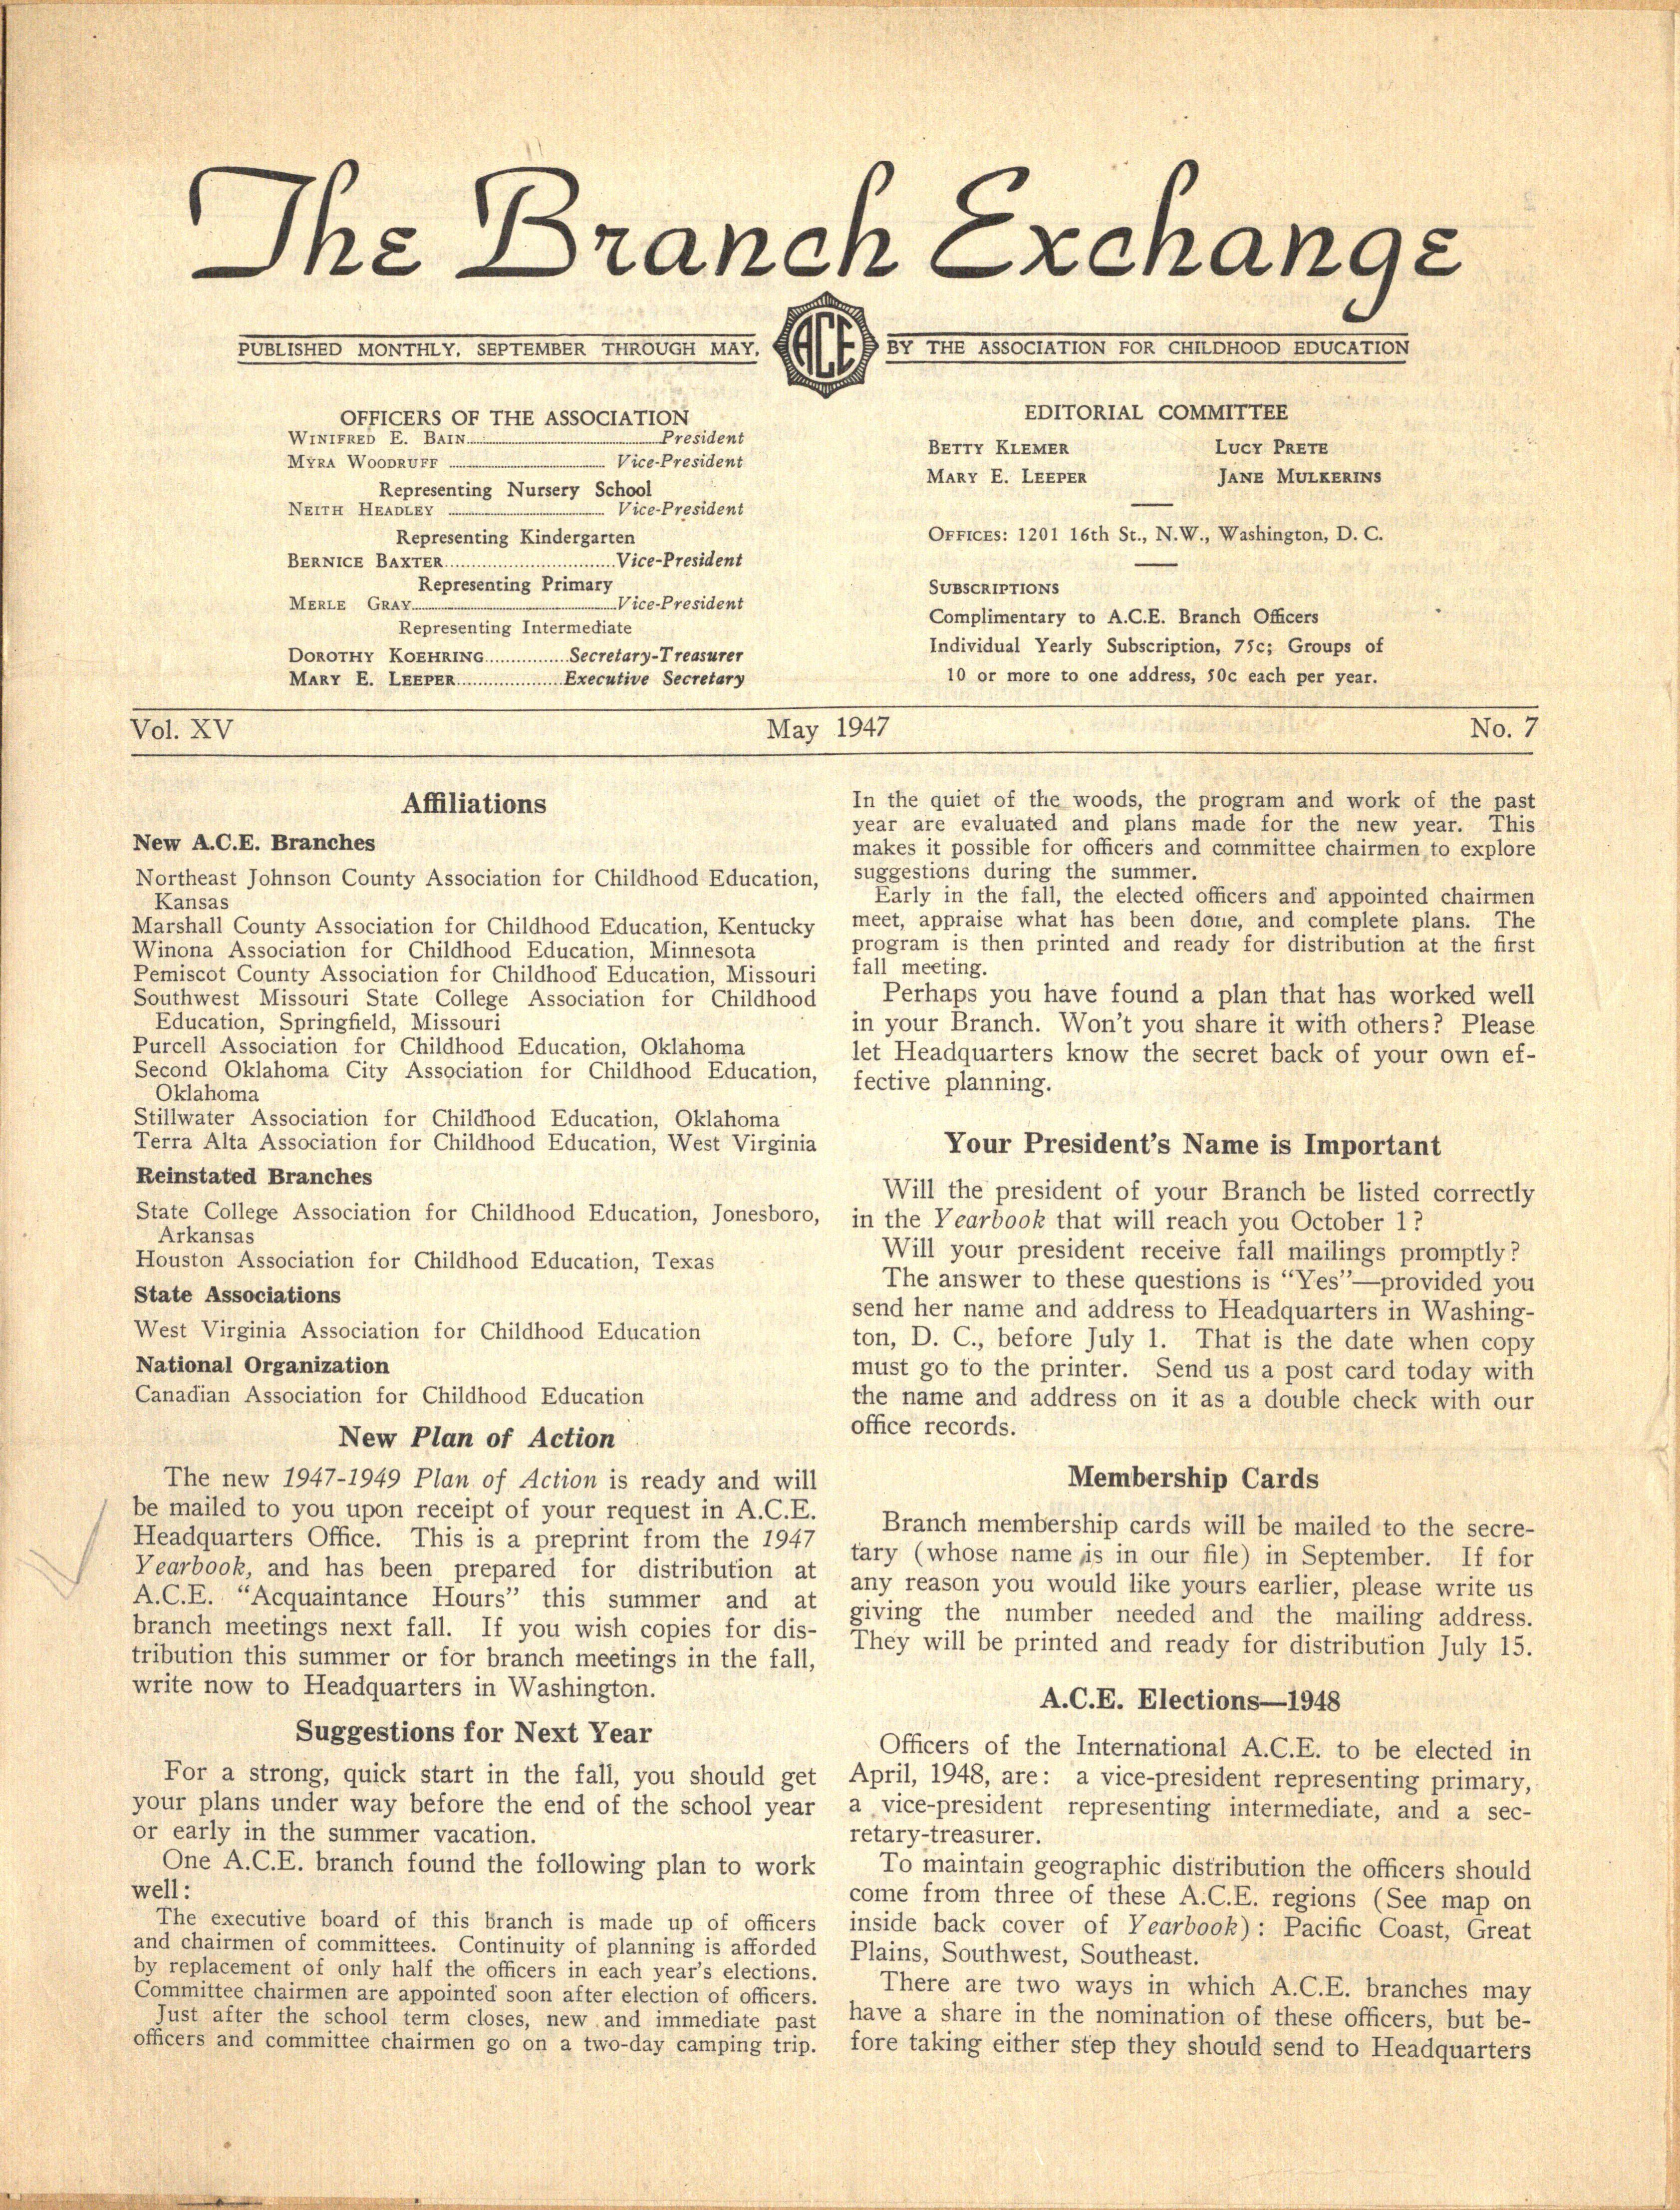 The Branch Exchange
PUBLISHED MONTHLY, SEPTEMBER THROUGH MAY,
ACE
BY THE ASSOCIATION FOR CHILDHOOD EDUCATION
OFFICERS OF THE ASSOCIATION
WINIFRED E. BAIN..........President
MYRA WOODRUFF .......... Vice-President
Representing Nursery School
NEITH HEADLEY .......... Vice-President
Representing Kindergarten
BERNICE BAXTER..........Vice-President
Representing Primary
MERLE GRAY..........Vice-President
Representing Intermediate
DOROTHY KOEHRING..........Secretary-Treasurer
MARY E. LEEPER..........Executive Secretary
EDITORIAL COMMITTEE
BETTY KLEMER LUCY PRETE
MARY E. LEEPER JANE MULKERINS
OFFICES: 1201 16th St., N.W., Washington, D. C.
SUBSCRIPTIONS
Complimentary to A.C.E. Branch Officers
Individual Yearly Subscription, 75c; Groups of
10 or more to one address, 50c each per year.
Vol. XV May 1947 No. 7
Affiliations
New A.C.E. Branches
Northeast Johnson County Association for Childhood Education,
Kansas
Marshall County Association for Childhood Education, Kentucky
Winona Association for Childhood Education, Minnesota
Pemiscot County Association for Childhood Education, Missouri
Southwest Missouri State College Association for Childhood
Education, Springfield, Missouri
Purcell Association for Childhood Education, Oklahoma
Second Oklahoma City Association for Childhood Education,
Oklahoma
Stillwater Association for Childhood Education, Oklahoma
Terra Alta Association for Childhood Education, West Virginia
Reinstated Branches
State College Association for Childhood Education, Jonesboro,
Arkansas
Houston Association for Childhood Education, Texas
State Associations
West Virginia Association for Childhood Education
National Organization
Canadian Association for Childhood Education
New Plan of Action
The new 1947-1949 Plan of Action is ready and will
be mailed to you upon receipt of your request in A.C.E.
Headquarters Office. This is a preprint from the 1947
Yearbook, and has been prepared for distribution at
A.C.E. "Acquaintance Hours" this summer and at
branch meetings next fall. If you wish copies for dis-
tribution this summer or for branch meetings in the fall,
write now to Headquarters in Washington.
Suggestions for Next Year
For a strong, quick start in the fall, you should get
your plans under way before the end of the school year
or early in the summer vacation.
One A.C.E. branch found the following plan to work
well:
The executive board of this branch is made up of officers
and chairmen of committees. Continuity of planning is afforded
by replacement of only half the officers in each year's elections.
Committee chairmen are appointed soon after election of officers.
Just after the school term closes, new and immediate past
officers and committee chairmen go on a two-day camping trip.
In the quiet of the woods, the program and work of the past
year are evaluated and plans made for the new year. This
makes it possible for officers and committee chairmen to explore
suggestions during the summer.
Early in the fall, the elected officers and appointed chairmen
meet, appraise what has been done, and complete plans. The
program is then printed and ready for distribution at the first
fall meeting.
Perhaps you have found a plan that has worked well
in your Branch. Won't you share it with others? Please
let Headquarters know the secret back of your own ef-
fective planning.
Your President's Name is Important
Will the president of your Branch be listed correctly
in the Yearbook that will reach you October 1?
Will your president receive fall mailings promptly?
The answer to these questions is "Yes"—provided you
send her name and address to Headquarters in Washing-
ton, D. C., before July 1. That is the date when copy
must go to the printer. Send us a post card today with
the name and address on it as a double check with our
office records.
Membership Cards
Branch membership cards will be mailed to the secre-
tary (whose name is in our file) in September. If for
any reason you would like yours earlier, please write us
giving the number needed and the mailing address.
They will be printed and ready for distribution July 15.
A.C.E. Elections—1948
Officers of the International A.C.E. to be elected in
April, 1948, are: a vice-president representing primary,
a vice-president representing intermediate, and a sec-
retary-treasurer.
To maintain geographic distribution the officers should
come from three of these A.C.E. regions (See map on
inside back cover of Yearbook): Pacific Coast, Great
Plains, Southwest, Southeast.
There are two ways in which A.C.E. branches may
have a share in the nomination of these officers, but be-
fore taking either step they should send to Headquarters